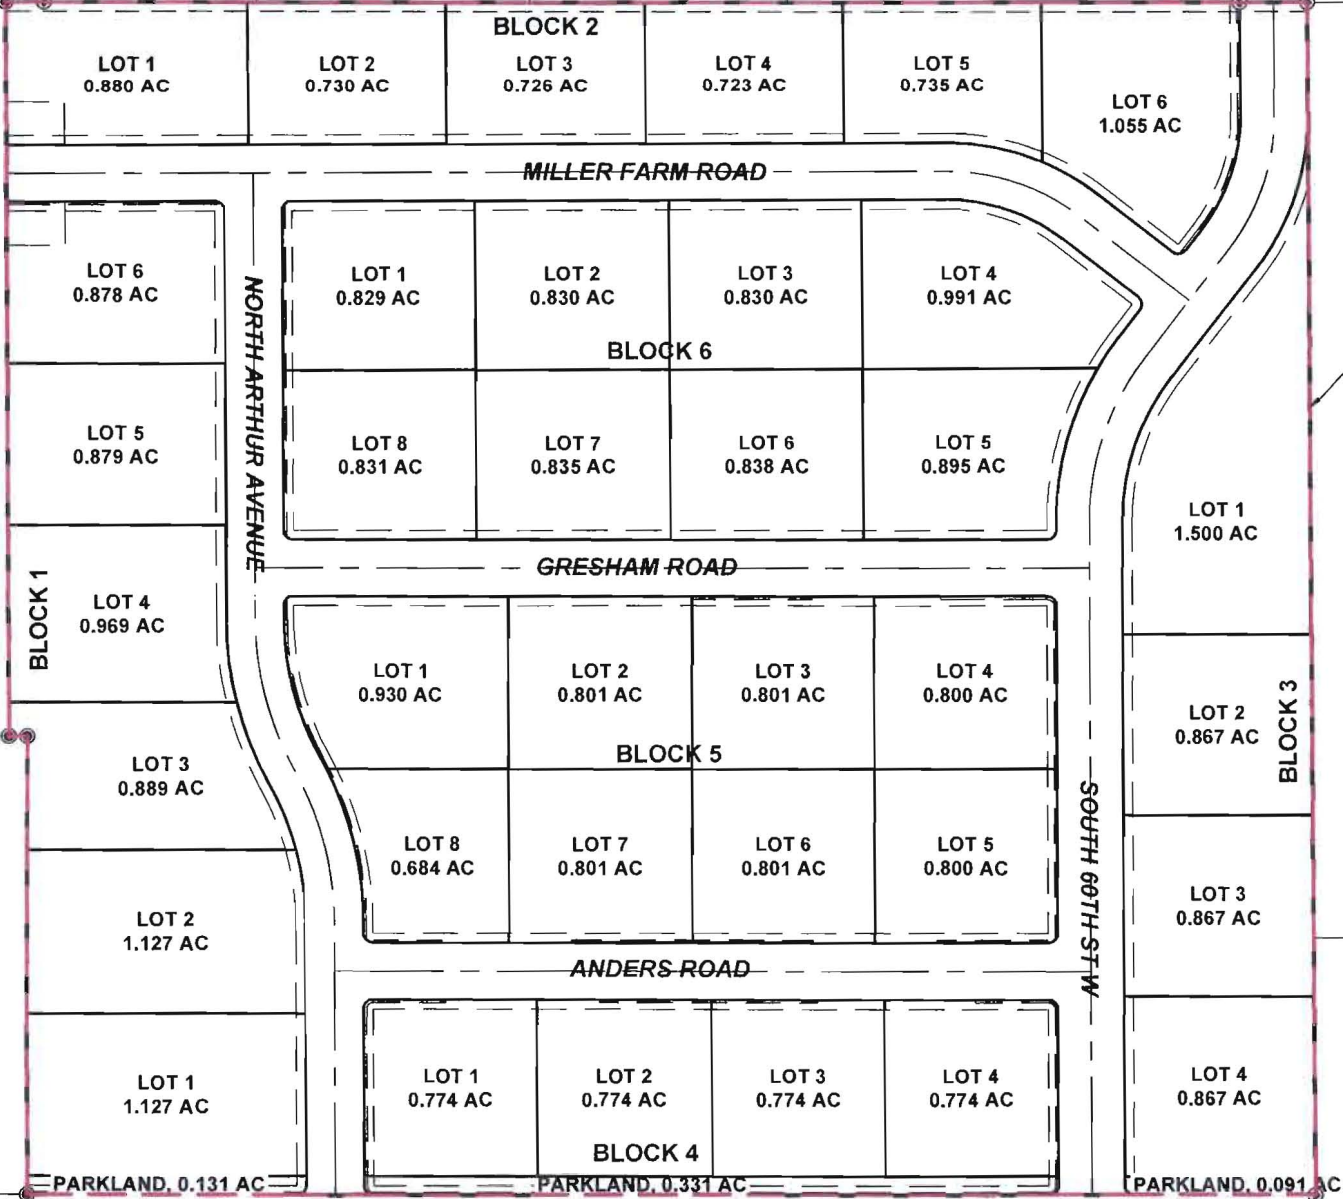 BLOCK 2
LOT 1
0.880 AC
LOT 2
0.730 AC
LOT 3
0.726 AC
LOT 4
0.723 AC
LOT 5
0.735 AC
LOT 6
1.055 AC
MILLER FARM ROAD
LOT 6
0.878 AC
LOT 5
0.879 AC
BLOCK 1
LOT 4
0.969 AC
LOT 3
0.889 AC
LOT 2
1.127 AC
LOT 1
1.127 AC
PARKLAND, 0.131 AC
NORTH ARTHUR AVENUE
LOT 1
0.829 AC
LOT 2
0.830 AC
LOT 3
0.830 AC
LOT 4
0.991 AC
BLOCK 6
LOT 8
0.831 AC
LOT 7
0.835 AC
LOT 6
0.838 AC
LOT 5
0.895 AC
GRESHAM ROAD
LOT 1
0.930 AC
LOT 2
0.801 AC
LOT 3
0.801 AC
LOT 4
0.800 AC
BLOCK 5
LOT 8
0.684 AC
LOT 7
0.801 AC
LOT 6
0.801 AC
LOT 5
0.800 AC
ANDERS ROAD
LOT 1
0.774 AC
LOT 2
0.774 AC
LOT 3
0.774 AC
LOT 4
0.774 AC
BLOCK 4
PARKLAND, 0.331 AC
SOUTH 60TH ST W
LOT 1
1.500 AC
LOT 2
0.867 AC
BLOCK 3
LOT 3
0.867 AC
LOT 4
0.867 AC
PARKLAND, 0.091 AC